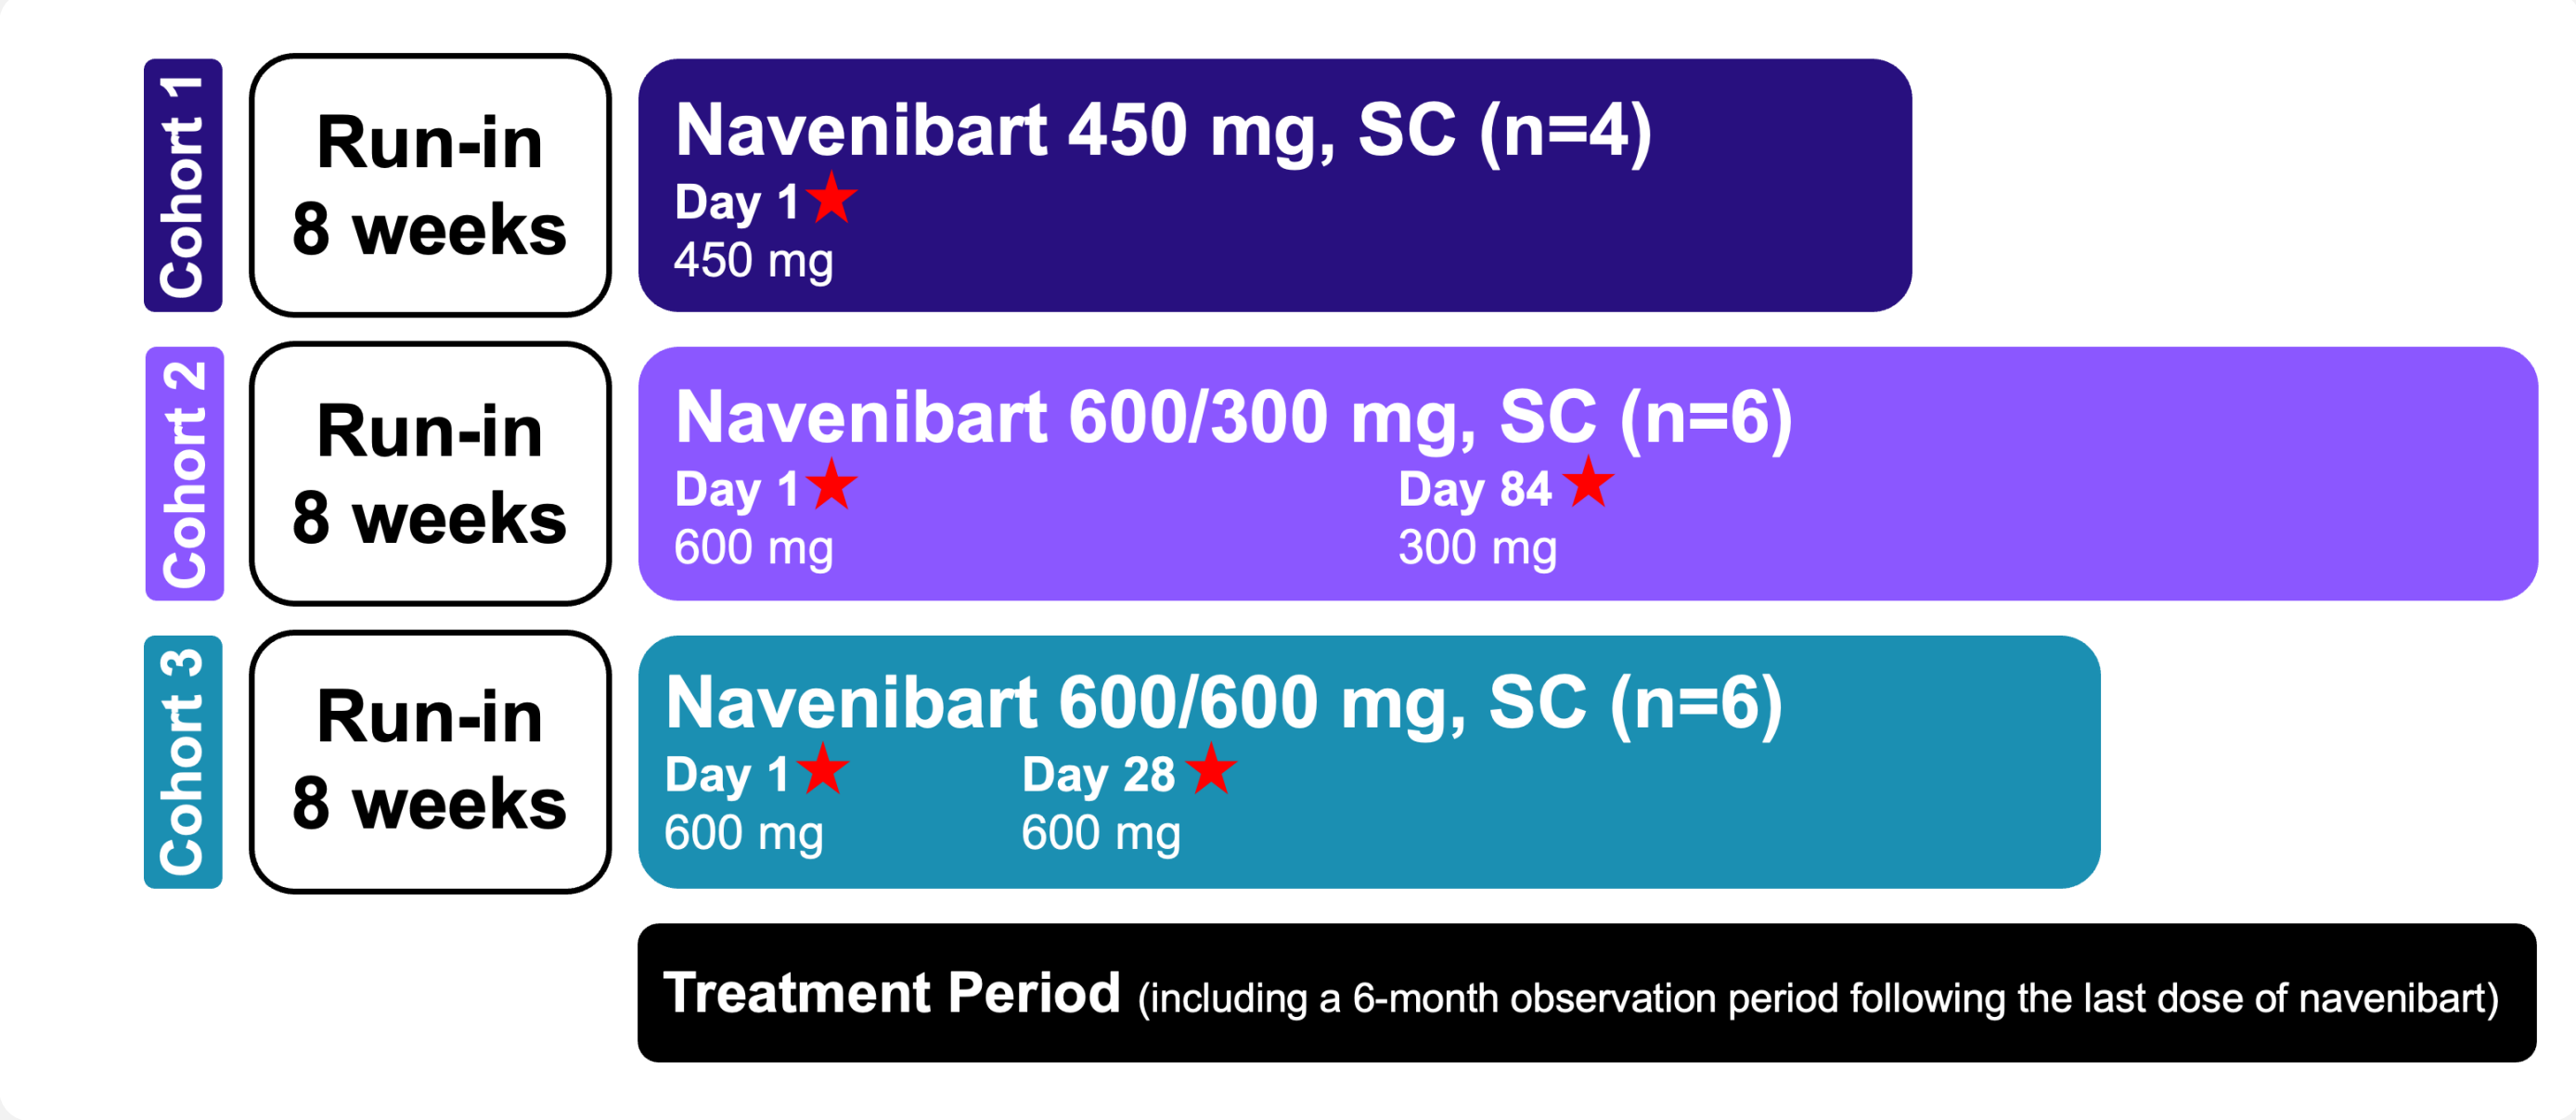 Cohort 1
Run-in
8 weeks
Navenibart 450 mg, SC (n=4)
Day 1
450 mg
Cohort 2
Run-in
8 weeks
Navenibart 600/300 mg, SC (n=6)
Day 1
600 mg
Day 84
300 mg
Cohort 3
Run-in
8 weeks
Navenibart 600/600 mg, SC (n=6)
Day 1
600 mg
Day 28
600 mg
Treatment Period (including a 6-month observation period following the last dose of navenibart)